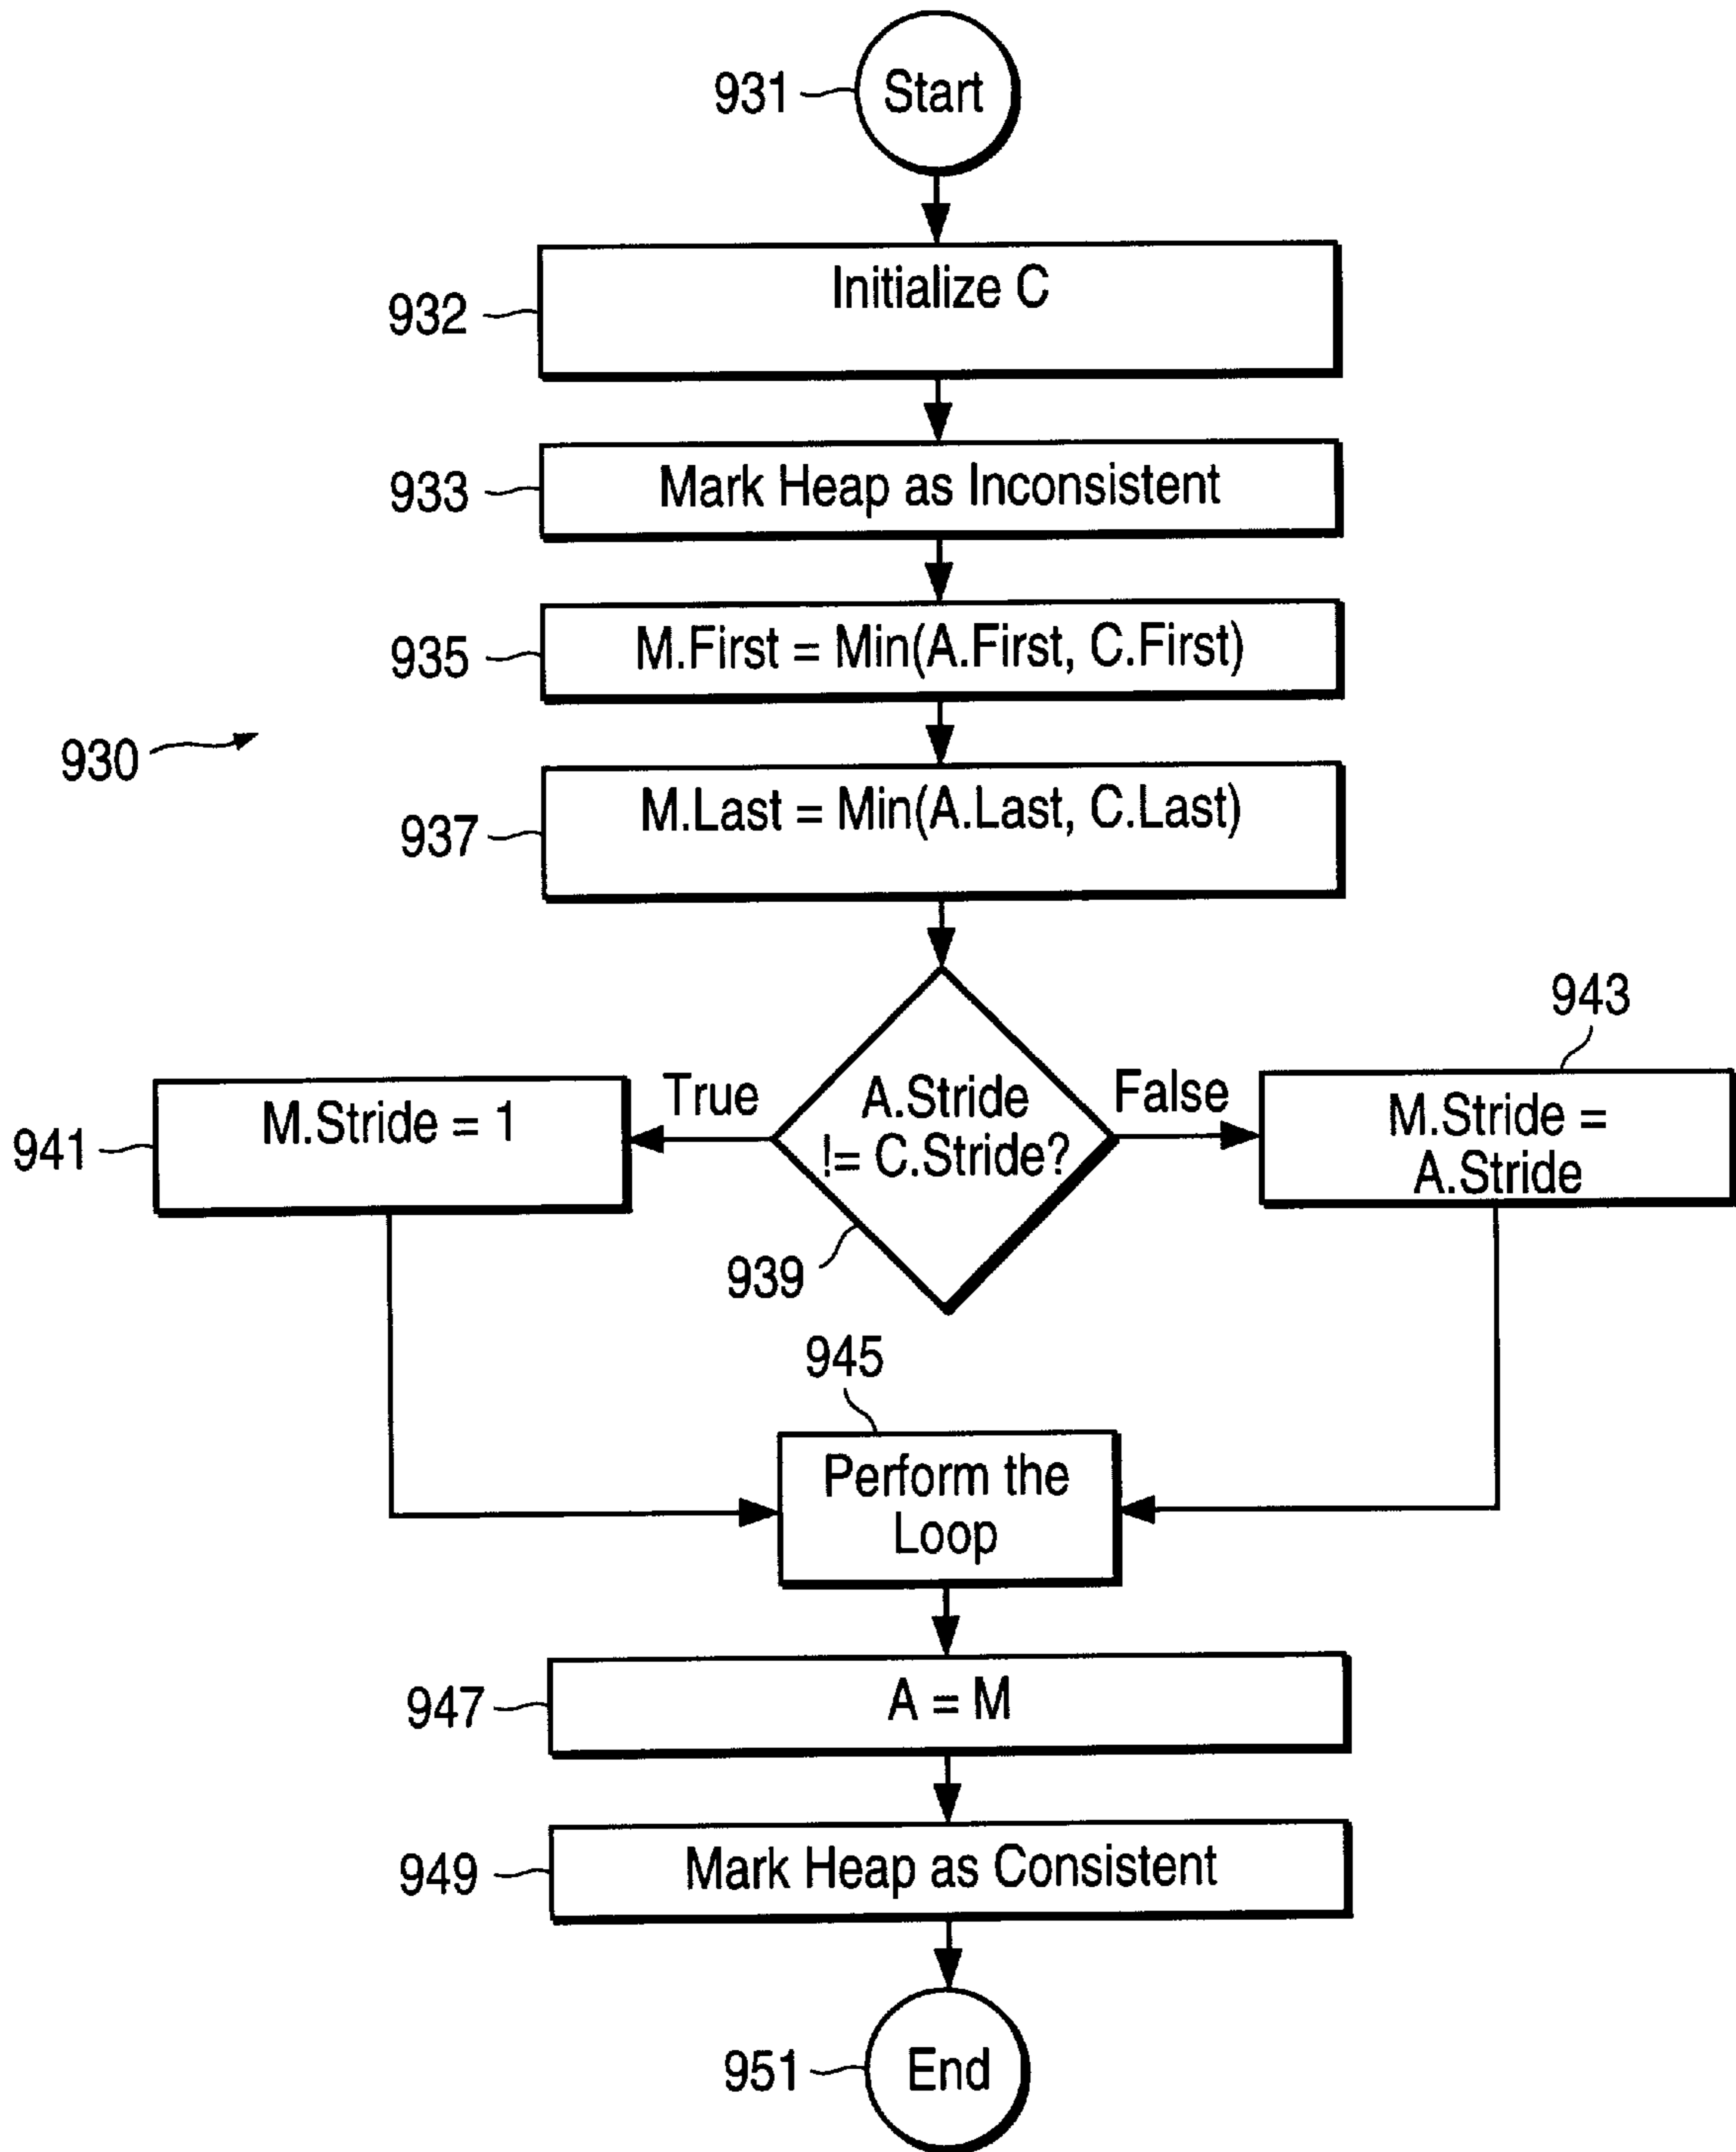 931
Start
932
Initialize C
933
Mark Heap as Inconsistent
935
M.First = Min(A.First, C.First)
930
937
M.Last = Min(A.Last, C.Last)
943
941
M.Stride = 1
True
A.Stride
!= C.Stride?
False
M.Stride =
A.Stride
939
945
Perform the
Loop
947
A = M
949
Mark Heap as Consistent
951
End